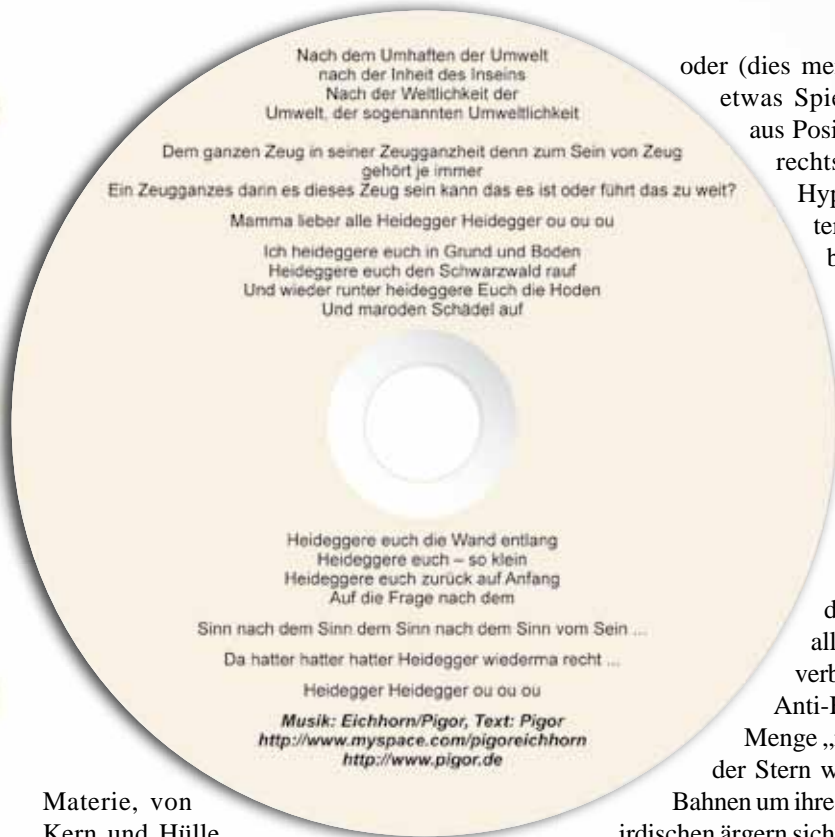 Nach dem Umhaften der Umwelt
nach der Inheit des Inseins
Nach der Weltlichkeit der
Umwelt, der sogenannten Umweltlichkeit
Dem ganzen Zeug in seiner Zeugganzheit denn zum Sein von Zeug
gehört je immer
Ein Zeugganzes darin es dieses Zeug sein kann das es ist oder führt das zu weit?
Mamma lieber alle Heidegger Heidegger ou ou ou
Ich heideggere euch in Grund und Boden
Heideggere euch den Schwarzwald rauf
Und wieder runter heideggere Euch die Hoden
Und maroden Schädel auf
Heideggere euch die Wand entlang
Heideggere euch – so klein
Heideggere euch zurück auf Anfang
Auf die Frage nach dem
Sinn nach dem Sinn dem Sinn nach dem Sinn vom Sein ...
Da hatter hatter hatter Heidegger wiederma recht ...
Heidegger Heidegger ou ou ou
Musik: Eichhorn/Pigor, Text: Pigor
http://www.myspace.com/pigoreichhorn
http://www.pigor.de
Materie, von
Kern und Hülle
oder (dies me
etwas Spie
aus Posi
rechts
Hyp
ter
b
d
all
verb
Anti-
Menge „
der Stern w
Bahnen um ihre
irdischen ärgern sich